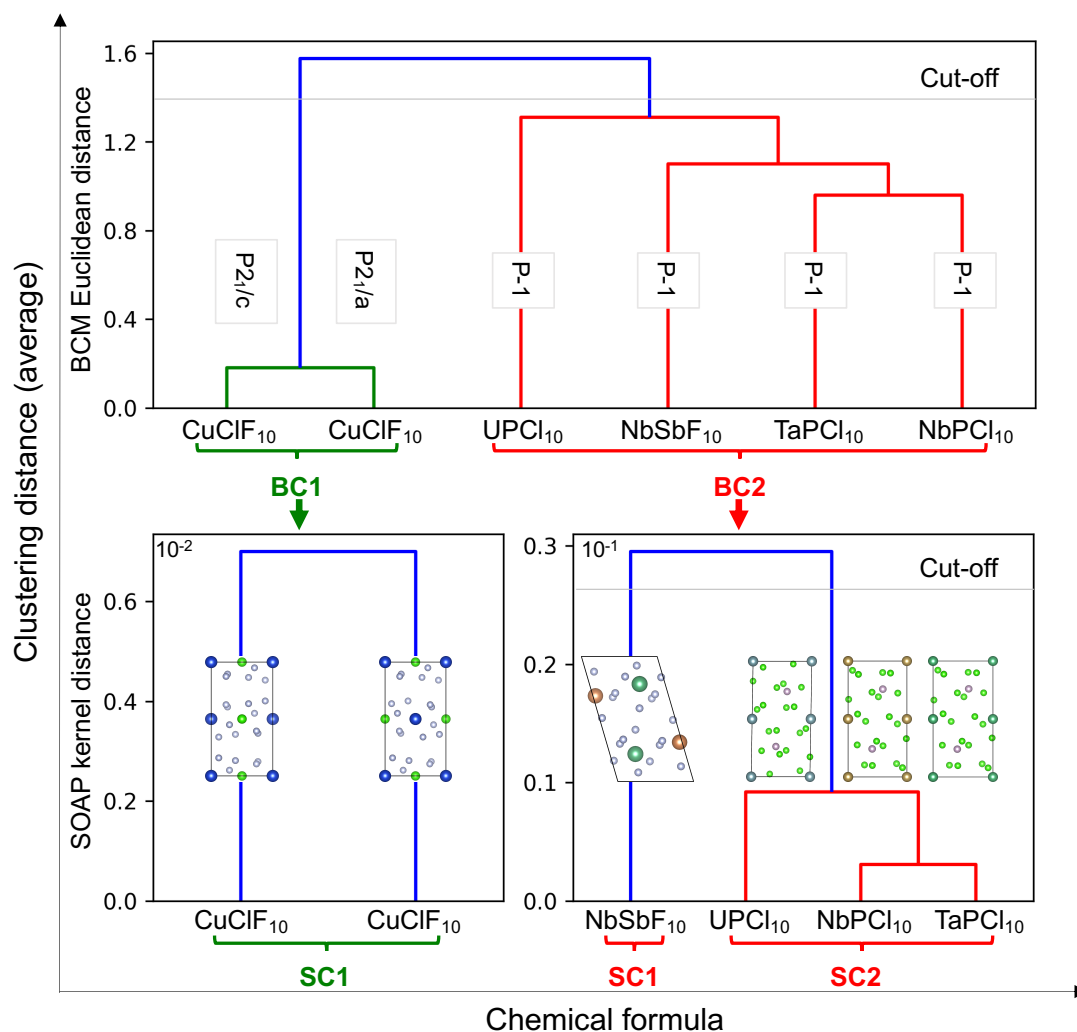 Clustering distance (average)
BCM Euclidean distance
1.6
1.2
0.8
0.4
0.0
Cut-off
P2₁/c
P2₁/a
P-1
P-1
P-1
P-1
CuClF₁₀ CuClF₁₀ UPCl₁₀ NbSbF₁₀ TaPCl₁₀ NbPCl₁₀
BC1 BC2
SOAP kernel distance
10⁻²
0.6
0.4
0.2
0.0
CuClF₁₀ CuClF₁₀
SC1
10⁻¹
0.3
0.2
0.1
0.0
Cut-off
NbSbF₁₀ UPCl₁₀ NbPCl₁₀ TaPCl₁₀
SC1 SC2
Chemical formula